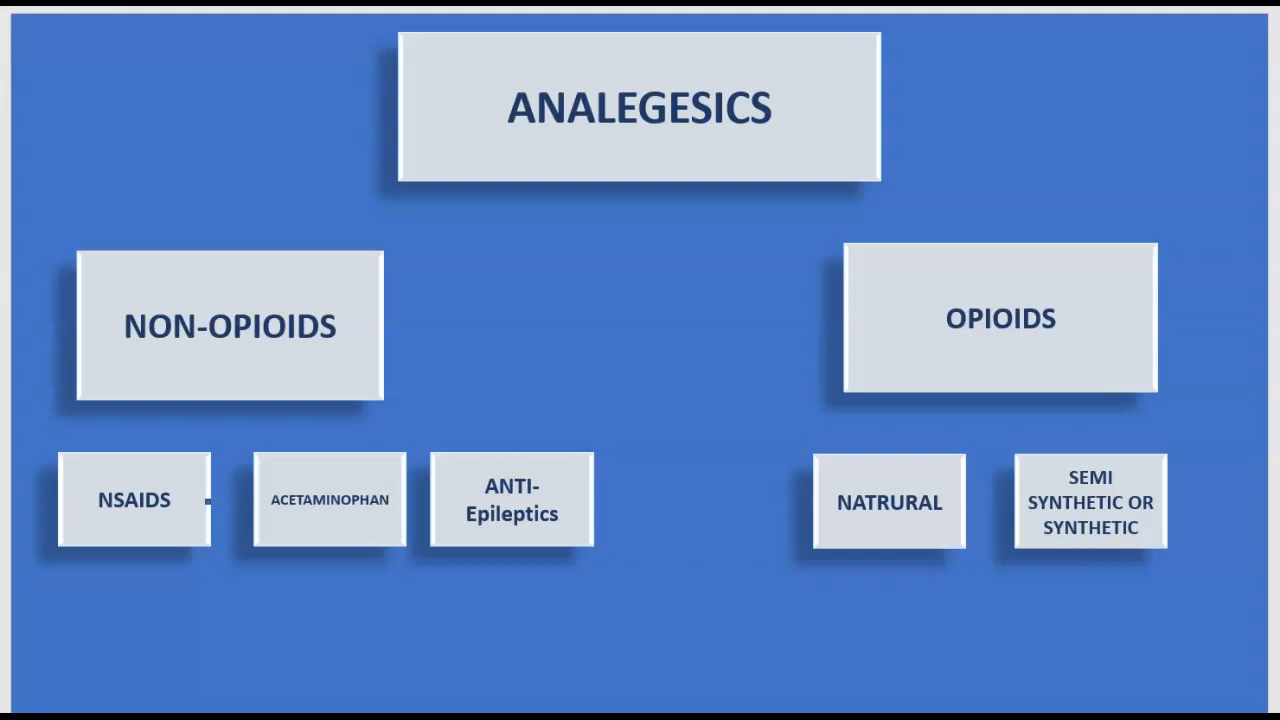 ANALEGESICS
NON-OPIOIDS
OPIOIDS
NSAIDS
ACETAMINOPHAN
ANTI-
Epileptics
NATRURAL
SEMI
SYNTHETIC OR
SYNTHETIC